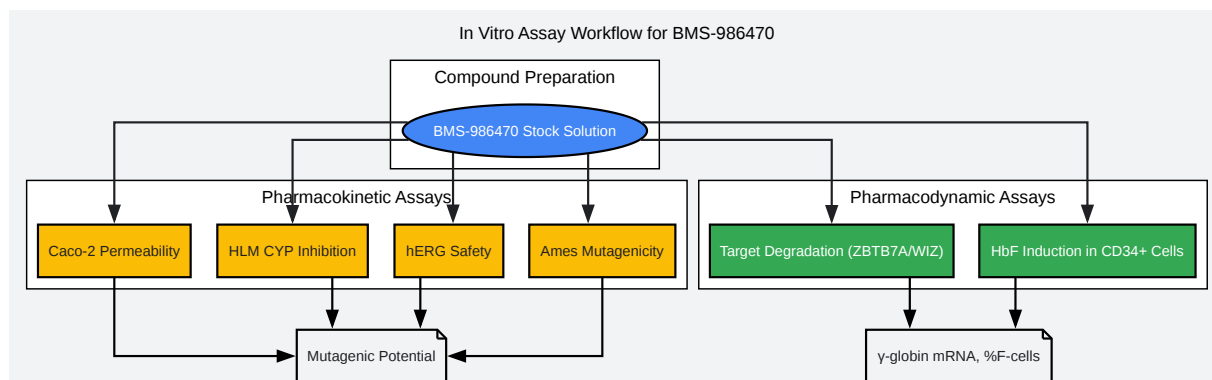 In Vitro Assay Workflow for BMS-986470
Compound Preparation
BMS-986470 Stock Solution
Pharmacokinetic Assays
Pharmacodynamic Assays
Caco-2 Permeability
HLM CYP Inhibition
hERG Safety
Ames Mutagenicity
Target Degradation (ZBTB7A/WIZ)
HbF Induction in CD34+ Cells
Mutagenic Potential
γ-globin mRNA, %F-cells